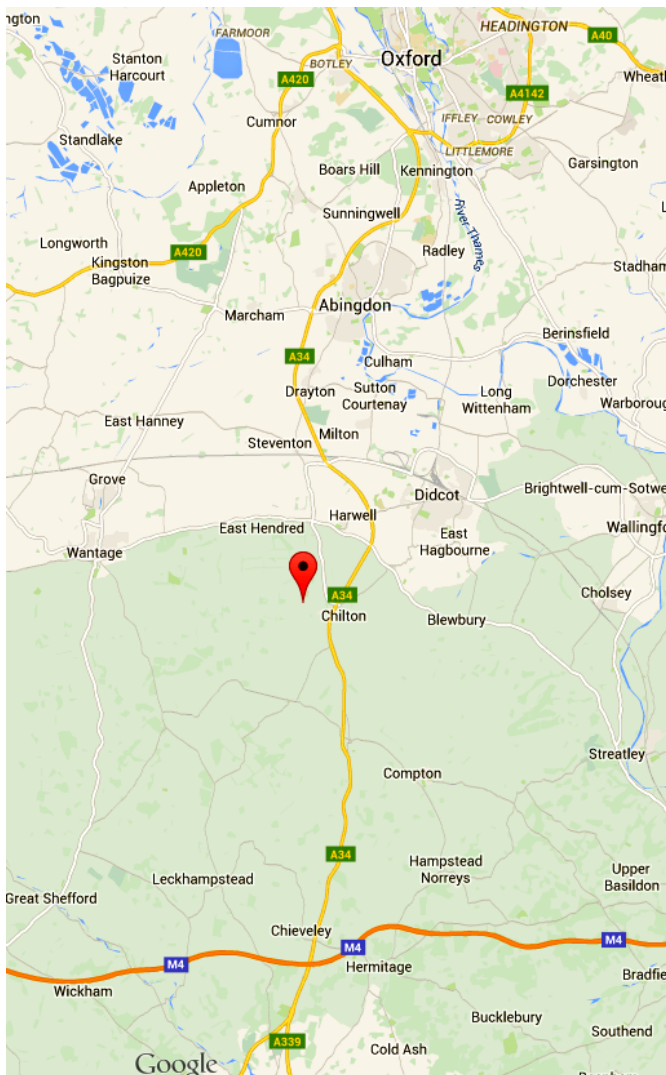 ngton
FARMOOR
HEADINGTON
A40
Stanton
Harcourt
BOTLEY
Oxford
A420
Wheatl
A4142
Cumnor
IFFLEY
COWLEY
Standlake
LITTLEMORE
Boars Hill
Kennington
Garsington
Appleton
Sunningwell
River Thames
L
Longworth
A420
Radley
Kingston
Bagpuize
Stadham
Abingdon
Marcham
Berinsfield
A34
Culham
Dorchester
Drayton
Sutton
Courtenay
Long
Wittenham
Warboroug
East Hanney
Milton
Steventon
Grove
Didcot
Brightwell-cum-Sotwe
Harwell
East Hendred
Wallingfo
East
Hagbourne
Wantage
A34
Cholsey
Chilton
Blewbury
Streatley
Compton
A34
Hampstead
Norreys
Upper
Basildon
Leckhampstead
Great Shefford
Chieveley
M4
M4
M4
Hermitage
Bradfie
Wickham
Bucklebury
Southend
A339
Cold Ash
Google